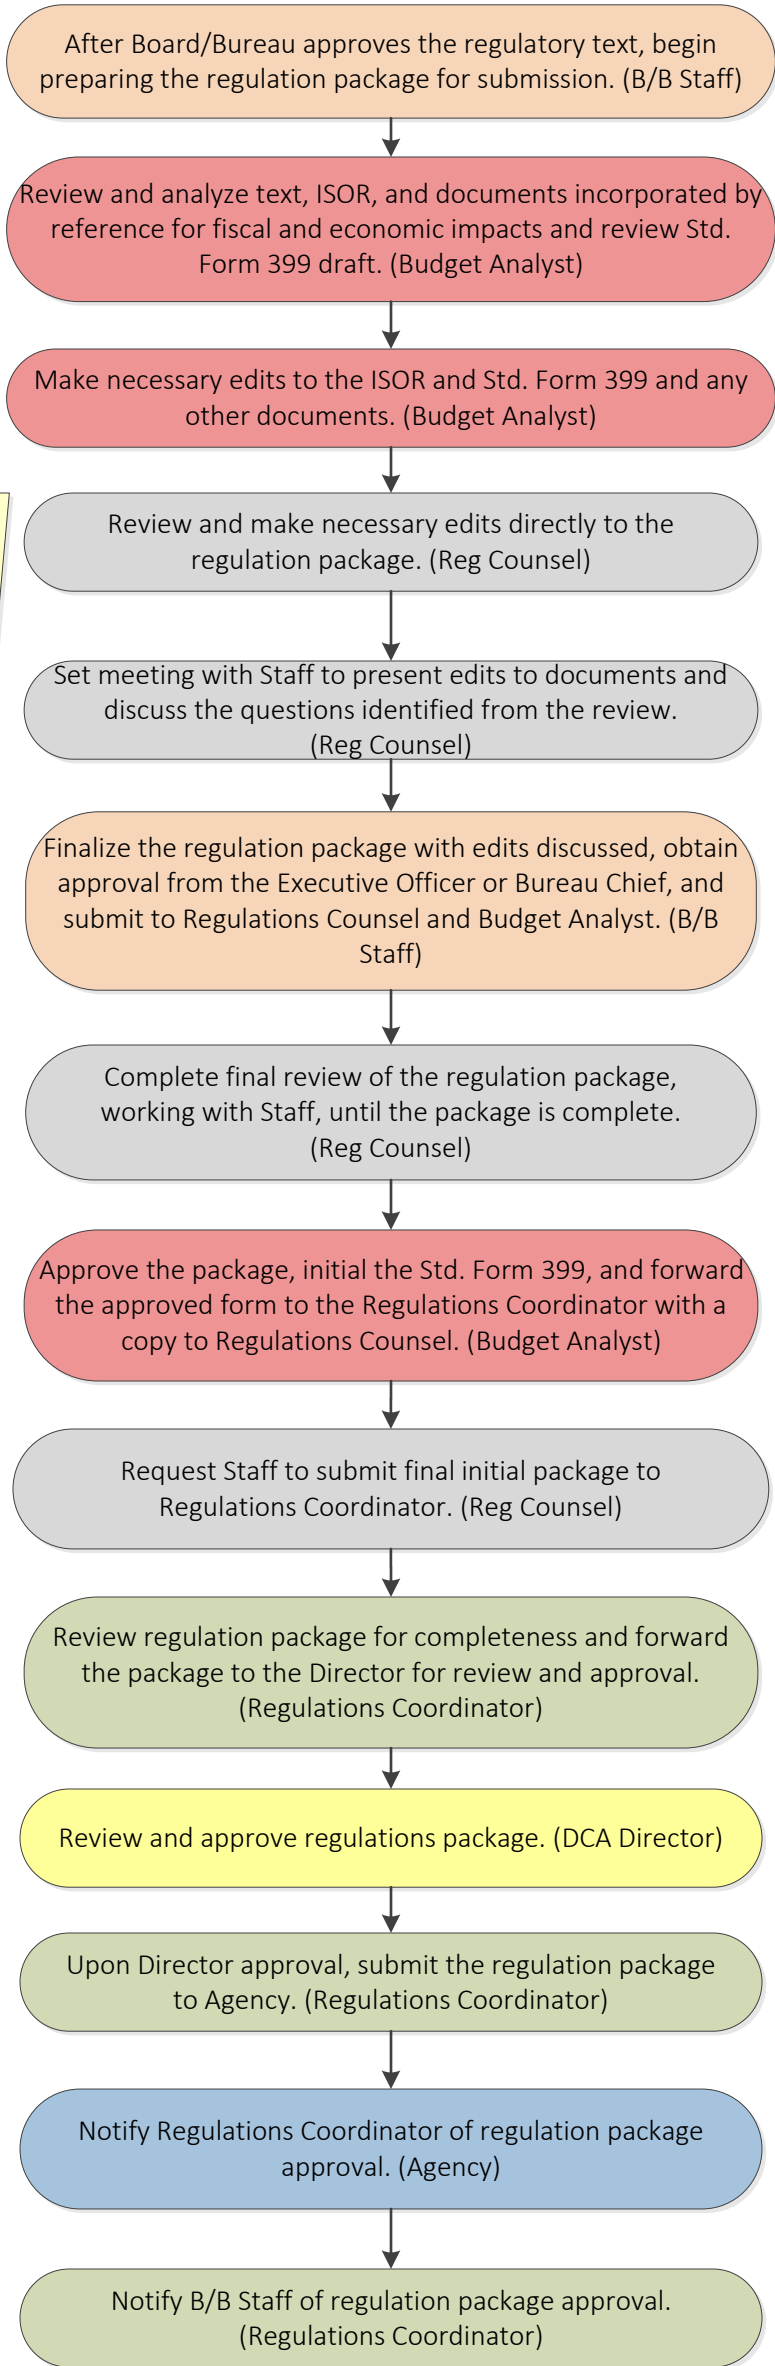 After Board/Bureau approves the regulatory text, begin
preparing the regulation package for submission. (B/B Staff)
Review and analyze text, ISOR, and documents incorporated by
reference for fiscal and economic impacts and review Std.
Form 399 draft. (Budget Analyst)
Make necessary edits to the ISOR and Std. Form 399 and any
other documents. (Budget Analyst)
Review and make necessary edits directly to the
regulation package. (Reg Counsel)
Set meeting with Staff to present edits to documents and
discuss the questions identified from the review.
(Reg Counsel)
Finalize the regulation package with edits discussed, obtain
approval from the Executive Officer or Bureau Chief, and
submit to Regulations Counsel and Budget Analyst. (B/B
Staff)
Complete final review of the regulation package,
working with Staff, until the package is complete.
(Reg Counsel)
Approve the package, initial the Std. Form 399, and forward
the approved form to the Regulations Coordinator with a
copy to Regulations Counsel. (Budget Analyst)
Request Staff to submit final initial package to
Regulations Coordinator. (Reg Counsel)
Review regulation package for completeness and forward
the package to the Director for review and approval.
(Regulations Coordinator)
Review and approve regulations package. (DCA Director)
Upon Director approval, submit the regulation package
to Agency. (Regulations Coordinator)
Notify Regulations Coordinator of regulation package
approval. (Agency)
Notify B/B Staff of regulation package approval.
(Regulations Coordinator)